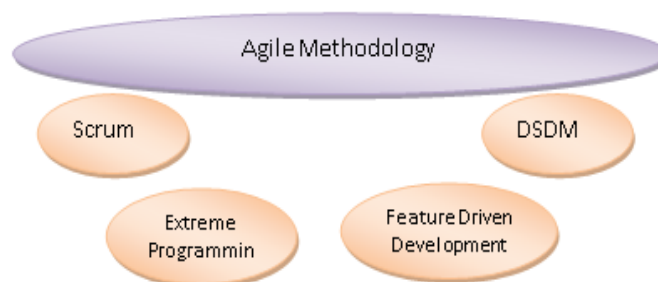 Agile Methodology
Scrum
DSDM
Extreme
Programmin
Feature Driven
Development